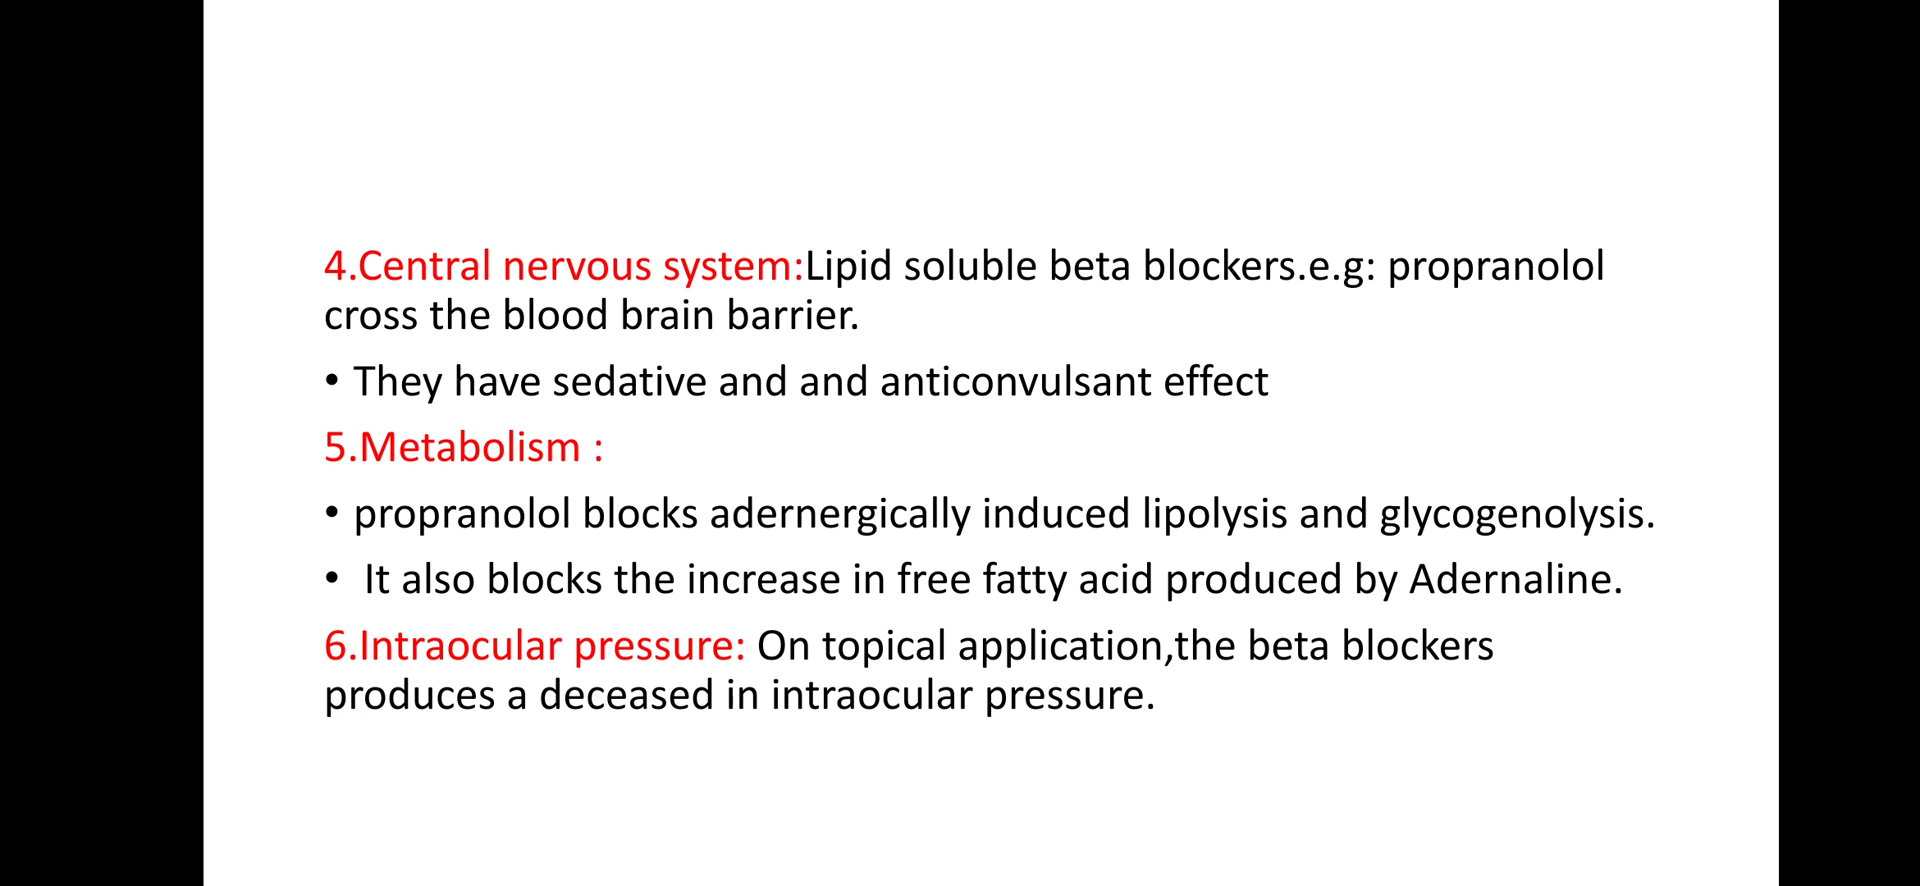 4.Central nervous system:Lipid soluble beta blockers.e.g: propranolol
cross the blood brain barrier.
• They have sedative and and anticonvulsant effect
5.Metabolism :
• propranolol blocks adernergically induced lipolysis and glycogenolysis.
• It also blocks the increase in free fatty acid produced by Adernaline.
6.Intraocular pressure: On topical application,the beta blockers
produces a deceased in intraocular pressure.